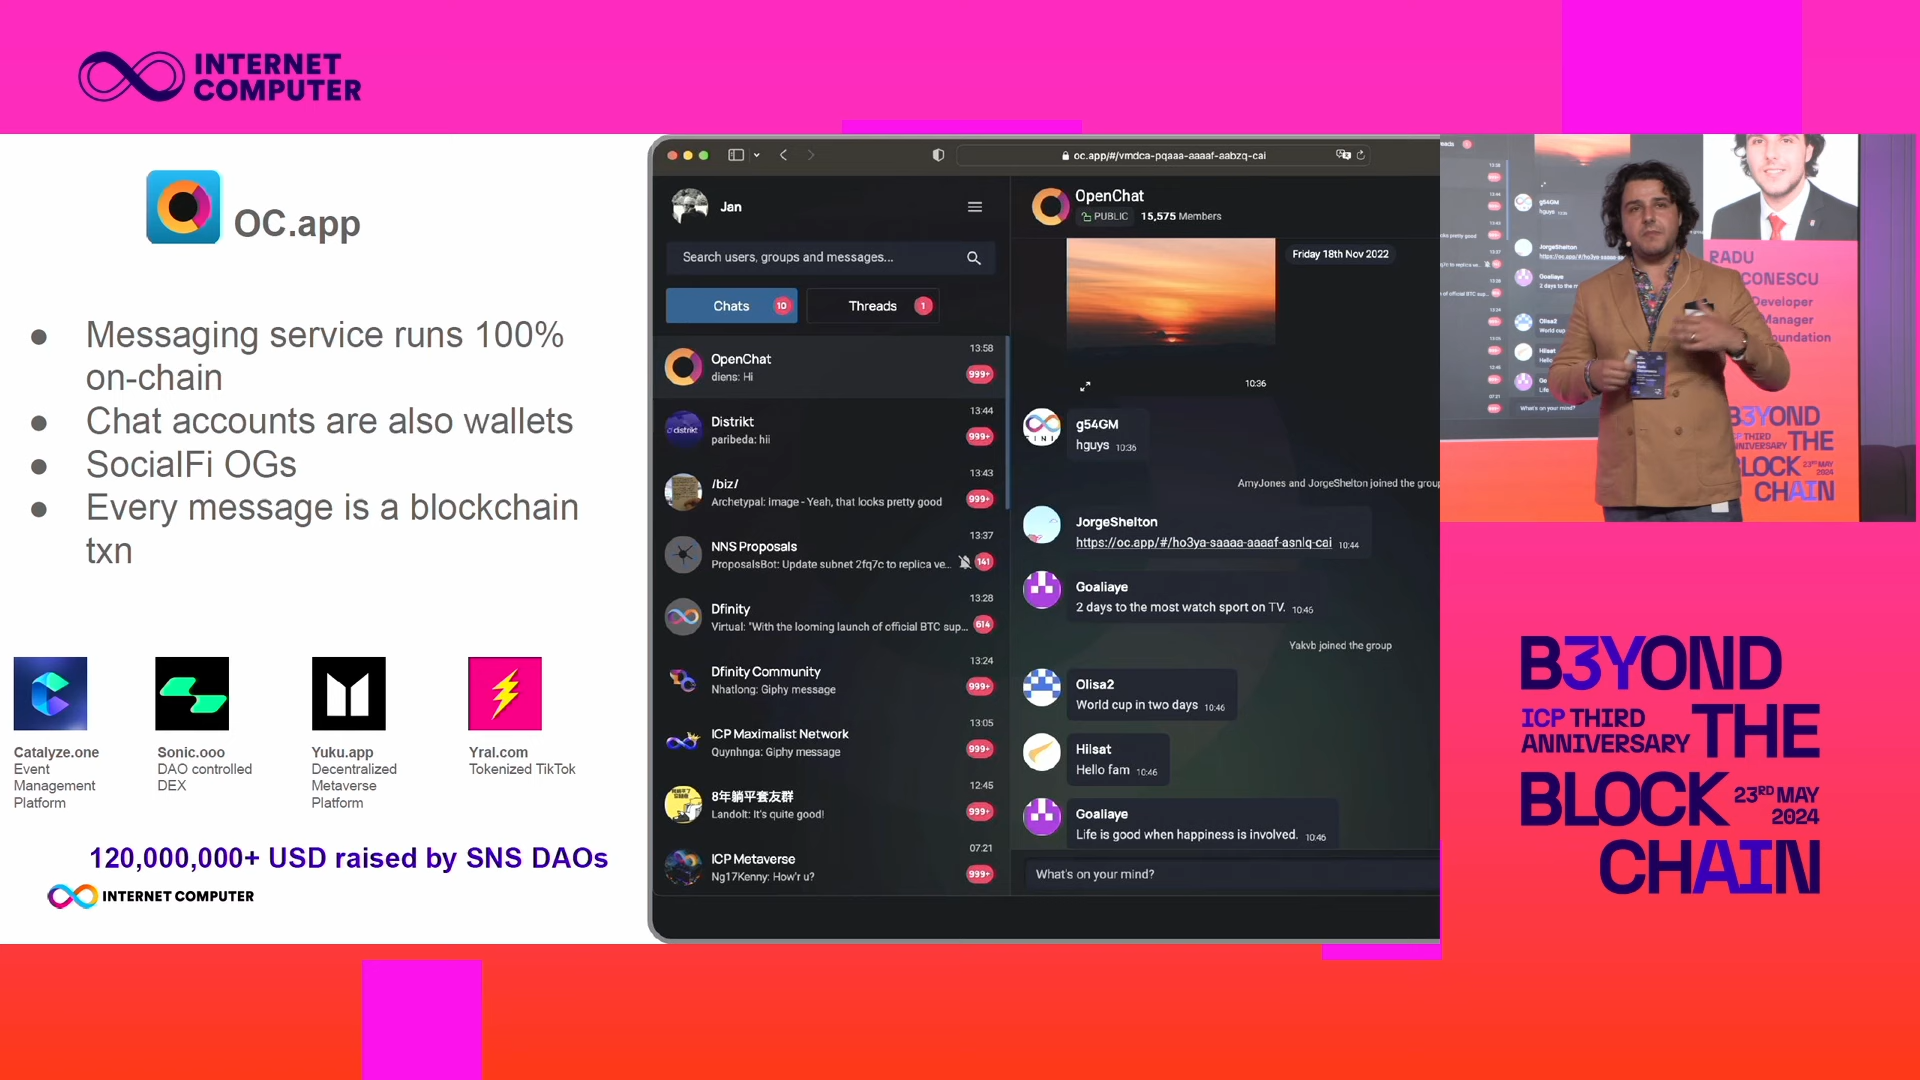 INTERNET
COMPUTER
OC.app
● Messaging service runs 100%
on-chain
● Chat accounts are also wallets
● SocialFi OGs
● Every message is a blockchain
txn
Catalyze.one
Event
Management
Platform
Sonic.ooo
DAO controlled
DEX
Yuku.app
Decentralized
Metaverse
Platform
Yral.com
Tokenized TikTok
120,000,000+ USD raised by SNS DAOs
INTERNET COMPUTER
oc.app/#/vmdca-pqaaa-aaaaf-aabzq-cai
Jan
Search users, groups and messages...
Chats 10
Threads 1
OpenChat 13:58
diens: Hi 999+
Distrikt 13:44
paribeda: hii 999+
/biz/ 13:43
Archetypal: image - Yeah, that looks pretty good 999+
NNS Proposals 13:37
ProposalsBot: Update subnet 2fq7c to replica ve... 141
Dfinity 13:28
Virtual: "With the looming launch of official BTC sup... 614
Dfinity Community 13:24
Nhatlong: Giphy message 999+
ICP Maximalist Network 13:05
Quynhnga: Giphy message 999+
8年躺平套友群 12:45
Landolt: It's quite good! 999+
ICP Metaverse 07:21
Ng17Kenny: How'r u? 999+
OpenChat
PUBLIC 15,575 Members
Friday 18th Nov 2022
10:36
g54GM
hguys 10:36
AmyJones and JorgeShelton joined the group
JorgeShelton
https://oc.app/#/ho3ya-saaaa-aaaaf-asnlq-cai 10:44
Goaliaye
2 days to the most watch sport on TV. 10:46
Yakvb joined the group
Olisa2
World cup in two days 10:46
Hilsat
Hello fam 10:46
Goaliaye
Life is good when happiness is involved. 10:46
What's on your mind?
RADU
CONESCU
Developer
Manager
oundation
B3YOND
ICP THIRD
ANNIVERSARY THE
BLOCK 23RD MAY
2024
CHAIN
B3YOND
ICP THIRD
ANNIVERSARY THE
BLOCK 23RD MAY
2024
CHAIN